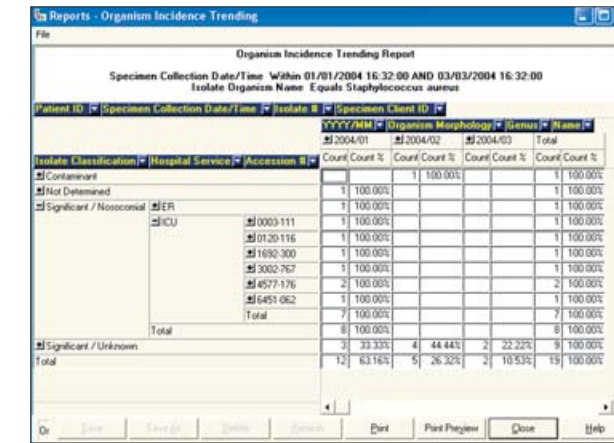 Reports - Organism Incidence Trending
File
Organism Incidence Trending Report
Specimen Collection Date/Time Within 01/01/2004 16:32:00 AND 03/03/2004 16:32:00
Isolate Organism Name Equals Staphylococcus aureus
Patient ID Specimen Collection Date/Time Isolate # Specimen Client ID
YYYY/MM Organism Morphology Genus Name
2004/01 2004/02 2004/03 Total
Isolate Classification Hospital Service Accession # Count Count % Count Count % Count Count % Count Count %
Contaminant 1 100.00% 1 100.00%
Not Determined 1 100.00% 1 100.00%
Significant / Nosocomial ER 1 100.00% 1 100.00%
ICU 0003-111 1 100.00% 1 100.00%
0120-116 1 100.00% 1 100.00%
1692-300 1 100.00% 1 100.00%
3002-767 1 100.00% 1 100.00%
4577-176 2 100.00% 2 100.00%
6451-062 1 100.00% 1 100.00%
Total 7 100.00% 7 100.00%
Total 8 100.00% 8 100.00%
Significant / Unknown 3 33.33% 4 44.44% 2 22.22% 9 100.00%
Total 12 63.16% 5 26.32% 2 10.53% 19 100.00%
Or Save Save As Delete Refresh Print Print Preview Close Help